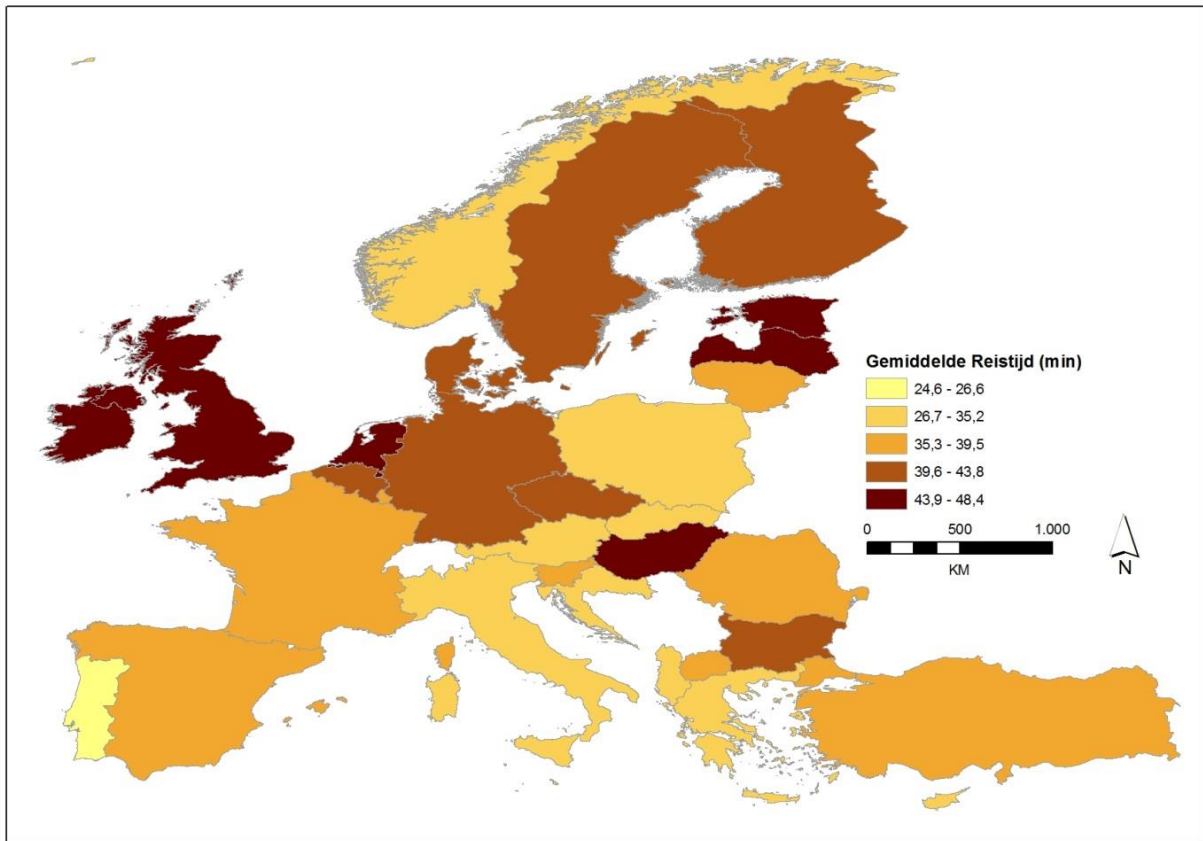 Gemiddelde Reistijd (min)
24,6 - 26,6
26,7 - 35,2
35,3 - 39,5
39,6 - 43,8
43,9 - 48,4
0 500 1.000
KM
N